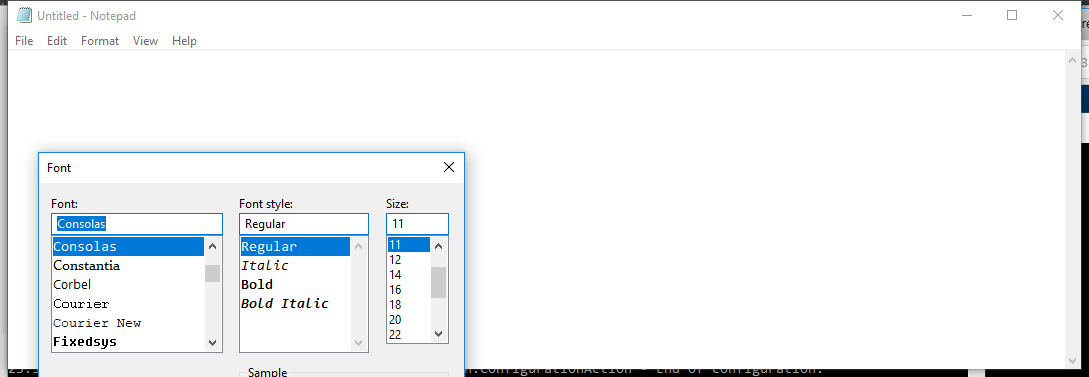 Untitled - Notepad
File Edit Format View Help
Font
Font: Font style: Size:
Consolas Regular 11
Consolas Regular 11
Constantia Italic 12
Corbel Bold 14
Courier Bold Italic 16
Courier New 18
Fixedsys 20
22
Sample
End of configuration.